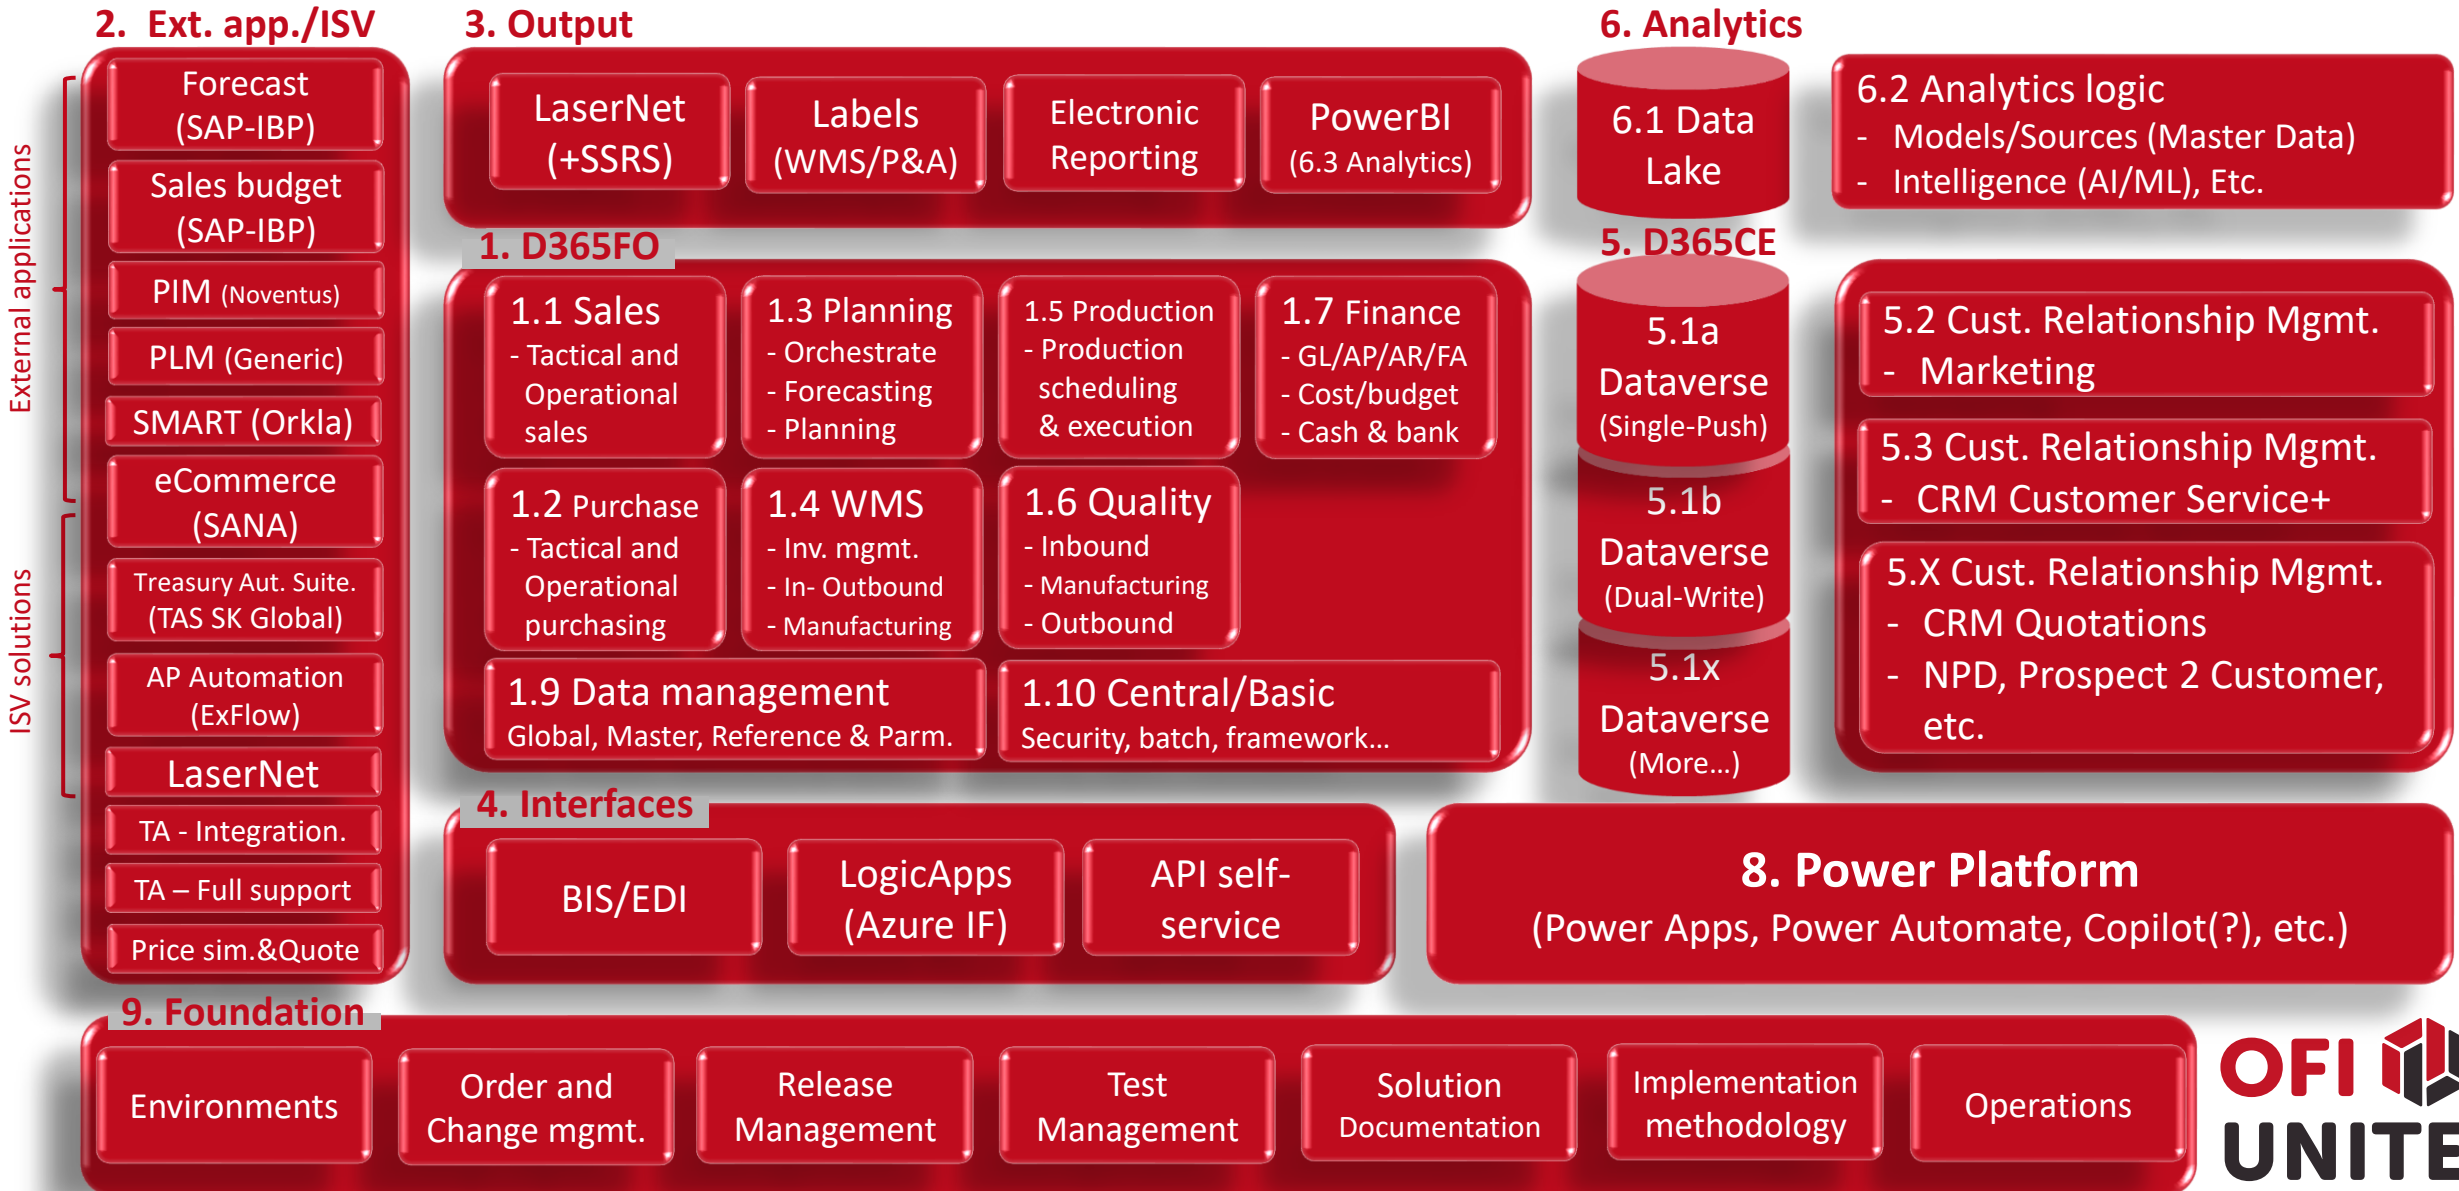 2. Ext. app./ISV
External applications
ISV solutions
Forecast
(SAP-IBP)
Sales budget
(SAP-IBP)
PIM (Noventus)
PLM (Generic)
SMART (Orkla)
eCommerce
(SANA)
Treasury Aut. Suite.
(TAS SK Global)
AP Automation
(ExFlow)
LaserNet
TA - Integration.
TA – Full support
Price sim.&Quote
3. Output
LaserNet
(+SSRS)
Labels
(WMS/P&A)
Electronic
Reporting
PowerBI
(6.3 Analytics)
1. D365FO
1.1 Sales
- Tactical and
Operational
sales
1.3 Planning
- Orchestrate
- Forecasting
- Planning
1.5 Production
- Production
scheduling
& execution
1.7 Finance
- GL/AP/AR/FA
- Cost/budget
- Cash & bank
1.2 Purchase
- Tactical and
Operational
purchasing
1.4 WMS
- Inv. mgmt.
- In- Outbound
- Manufacturing
1.6 Quality
- Inbound
- Manufacturing
- Outbound
1.9 Data management
Global, Master, Reference & Parm.
1.10 Central/Basic
Security, batch, framework...
4. Interfaces
BIS/EDI
LogicApps
(Azure IF)
API self-
service
6. Analytics
6.1 Data
Lake
6.2 Analytics logic
- Models/Sources (Master Data)
- Intelligence (AI/ML), Etc.
5. D365CE
5.1a
Dataverse
(Single-Push)
5.1b
Dataverse
(Dual-Write)
5.1x
Dataverse
(More...)
5.2 Cust. Relationship Mgmt.
- Marketing
5.3 Cust. Relationship Mgmt.
- CRM Customer Service+
5.X Cust. Relationship Mgmt.
- CRM Quotations
- NPD, Prospect 2 Customer,
etc.
8. Power Platform
(Power Apps, Power Automate, Copilot(?), etc.)
9. Foundation
Environments
Order and
Change mgmt.
Release
Management
Test
Management
Solution
Documentation
Implementation
methodology
Operations
OFI
UNITE